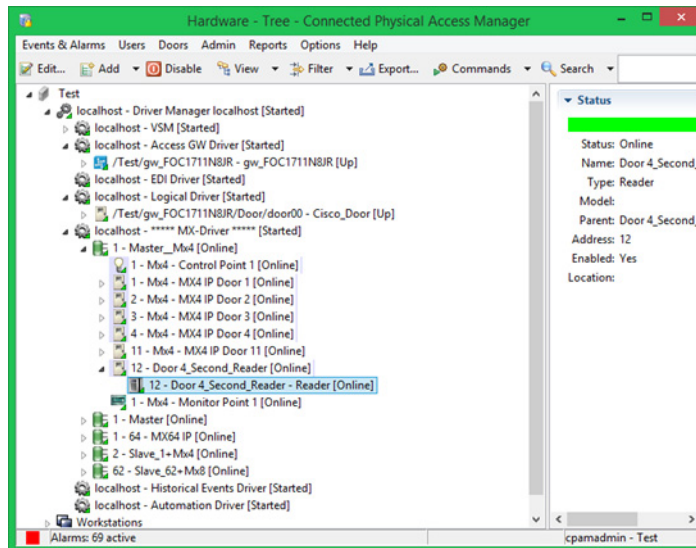 Hardware - Tree - Connected Physical Access Manager
Events & Alarms Users Doors Admin Reports Options Help
Edit... Add Disable View Filter Export... Commands Search
Test
localhost - Driver Manager localhost [Started]
localhost - VSM [Started]
localhost - Access GW Driver [Started]
/Test/gw_FOC1711N8JR - gw_FOC1711N8JR [Up]
localhost - EDI Driver [Started]
localhost - Logical Driver [Started]
/Test/gw_FOC1711N8JR/Door/door00 - Cisco_Door [Up]
localhost - ***** MX-Driver ***** [Started]
1 - Master__Mx4 [Online]
1 - Mx4 - Control Point 1 [Online]
1 - Mx4 - MX4 IP Door 1 [Online]
2 - Mx4 - MX4 IP Door 2 [Online]
3 - Mx4 - MX4 IP Door 3 [Online]
4 - Mx4 - MX4 IP Door 4 [Online]
11 - Mx4 - MX4 IP Door 11 [Online]
12 - Door 4_Second_Reader [Online]
12 - Door 4_Second_Reader - Reader [Online]
1 - Mx4 - Monitor Point 1 [Online]
1 - Master [Online]
1 - 64 - MX64 IP [Online]
2 - Slave_1+Mx4 [Online]
62 - Slave_62+Mx8 [Online]
localhost - Historical Events Driver [Started]
localhost - Automation Driver [Started]
Workstations
Status
Status: Online
Name: Door 4_Second_
Type: Reader
Model:
Parent: Door 4_Second_
Address: 12
Enabled: Yes
Location:
Alarms: 69 active
cpamadmin - Test